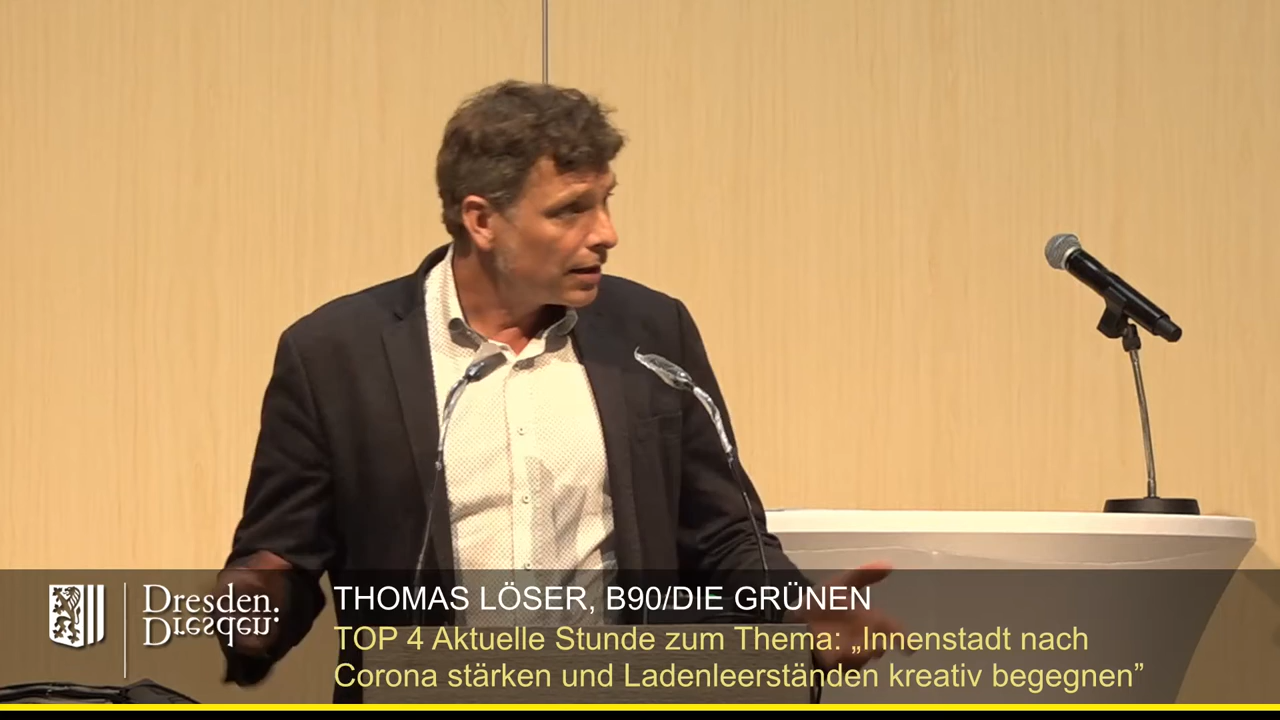 Dresden.
Dresden.
THOMAS LÖSER, B90/DIE GRÜNEN
TOP 4 Aktuelle Stunde zum Thema: „Innenstadt nach
Corona stärken und Ladenleerständen kreativ begegnen”